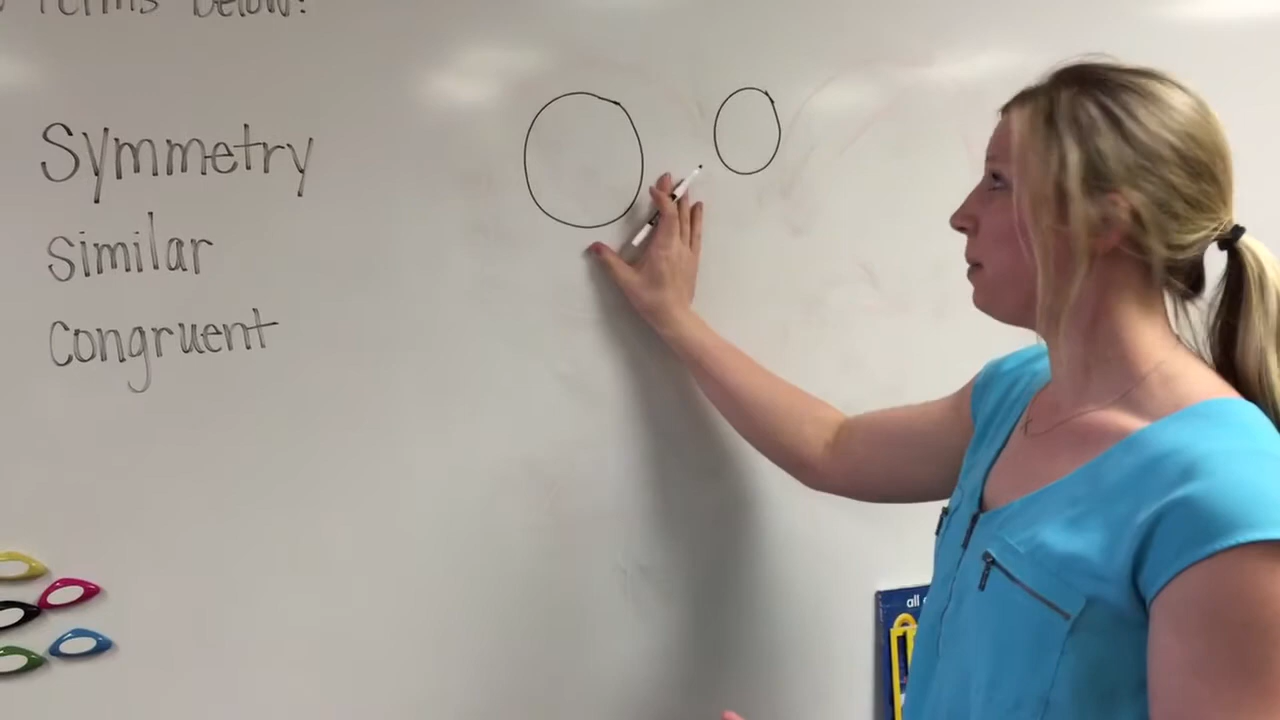 terms below:
Symmetry
Similar
Congruent
all